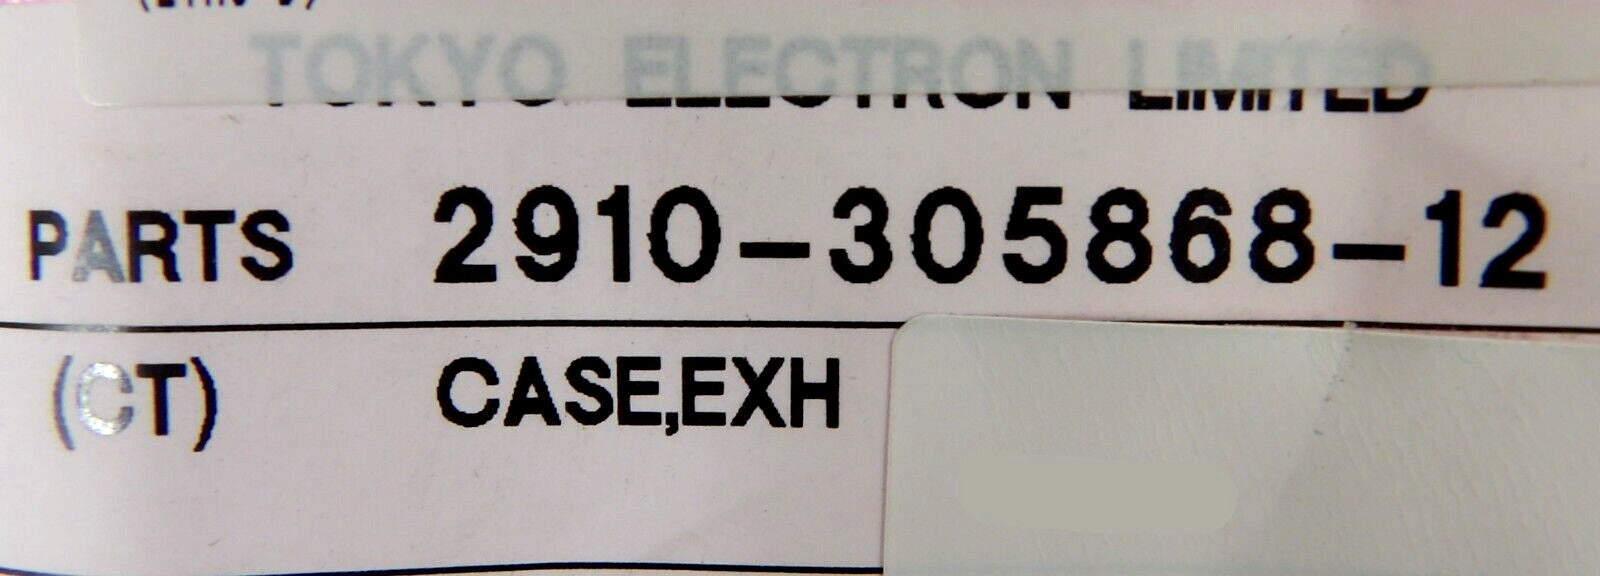 TOKYO ELECTRON LIMITED
PARTS 2910-305868-12
(CT) CASE,EXH